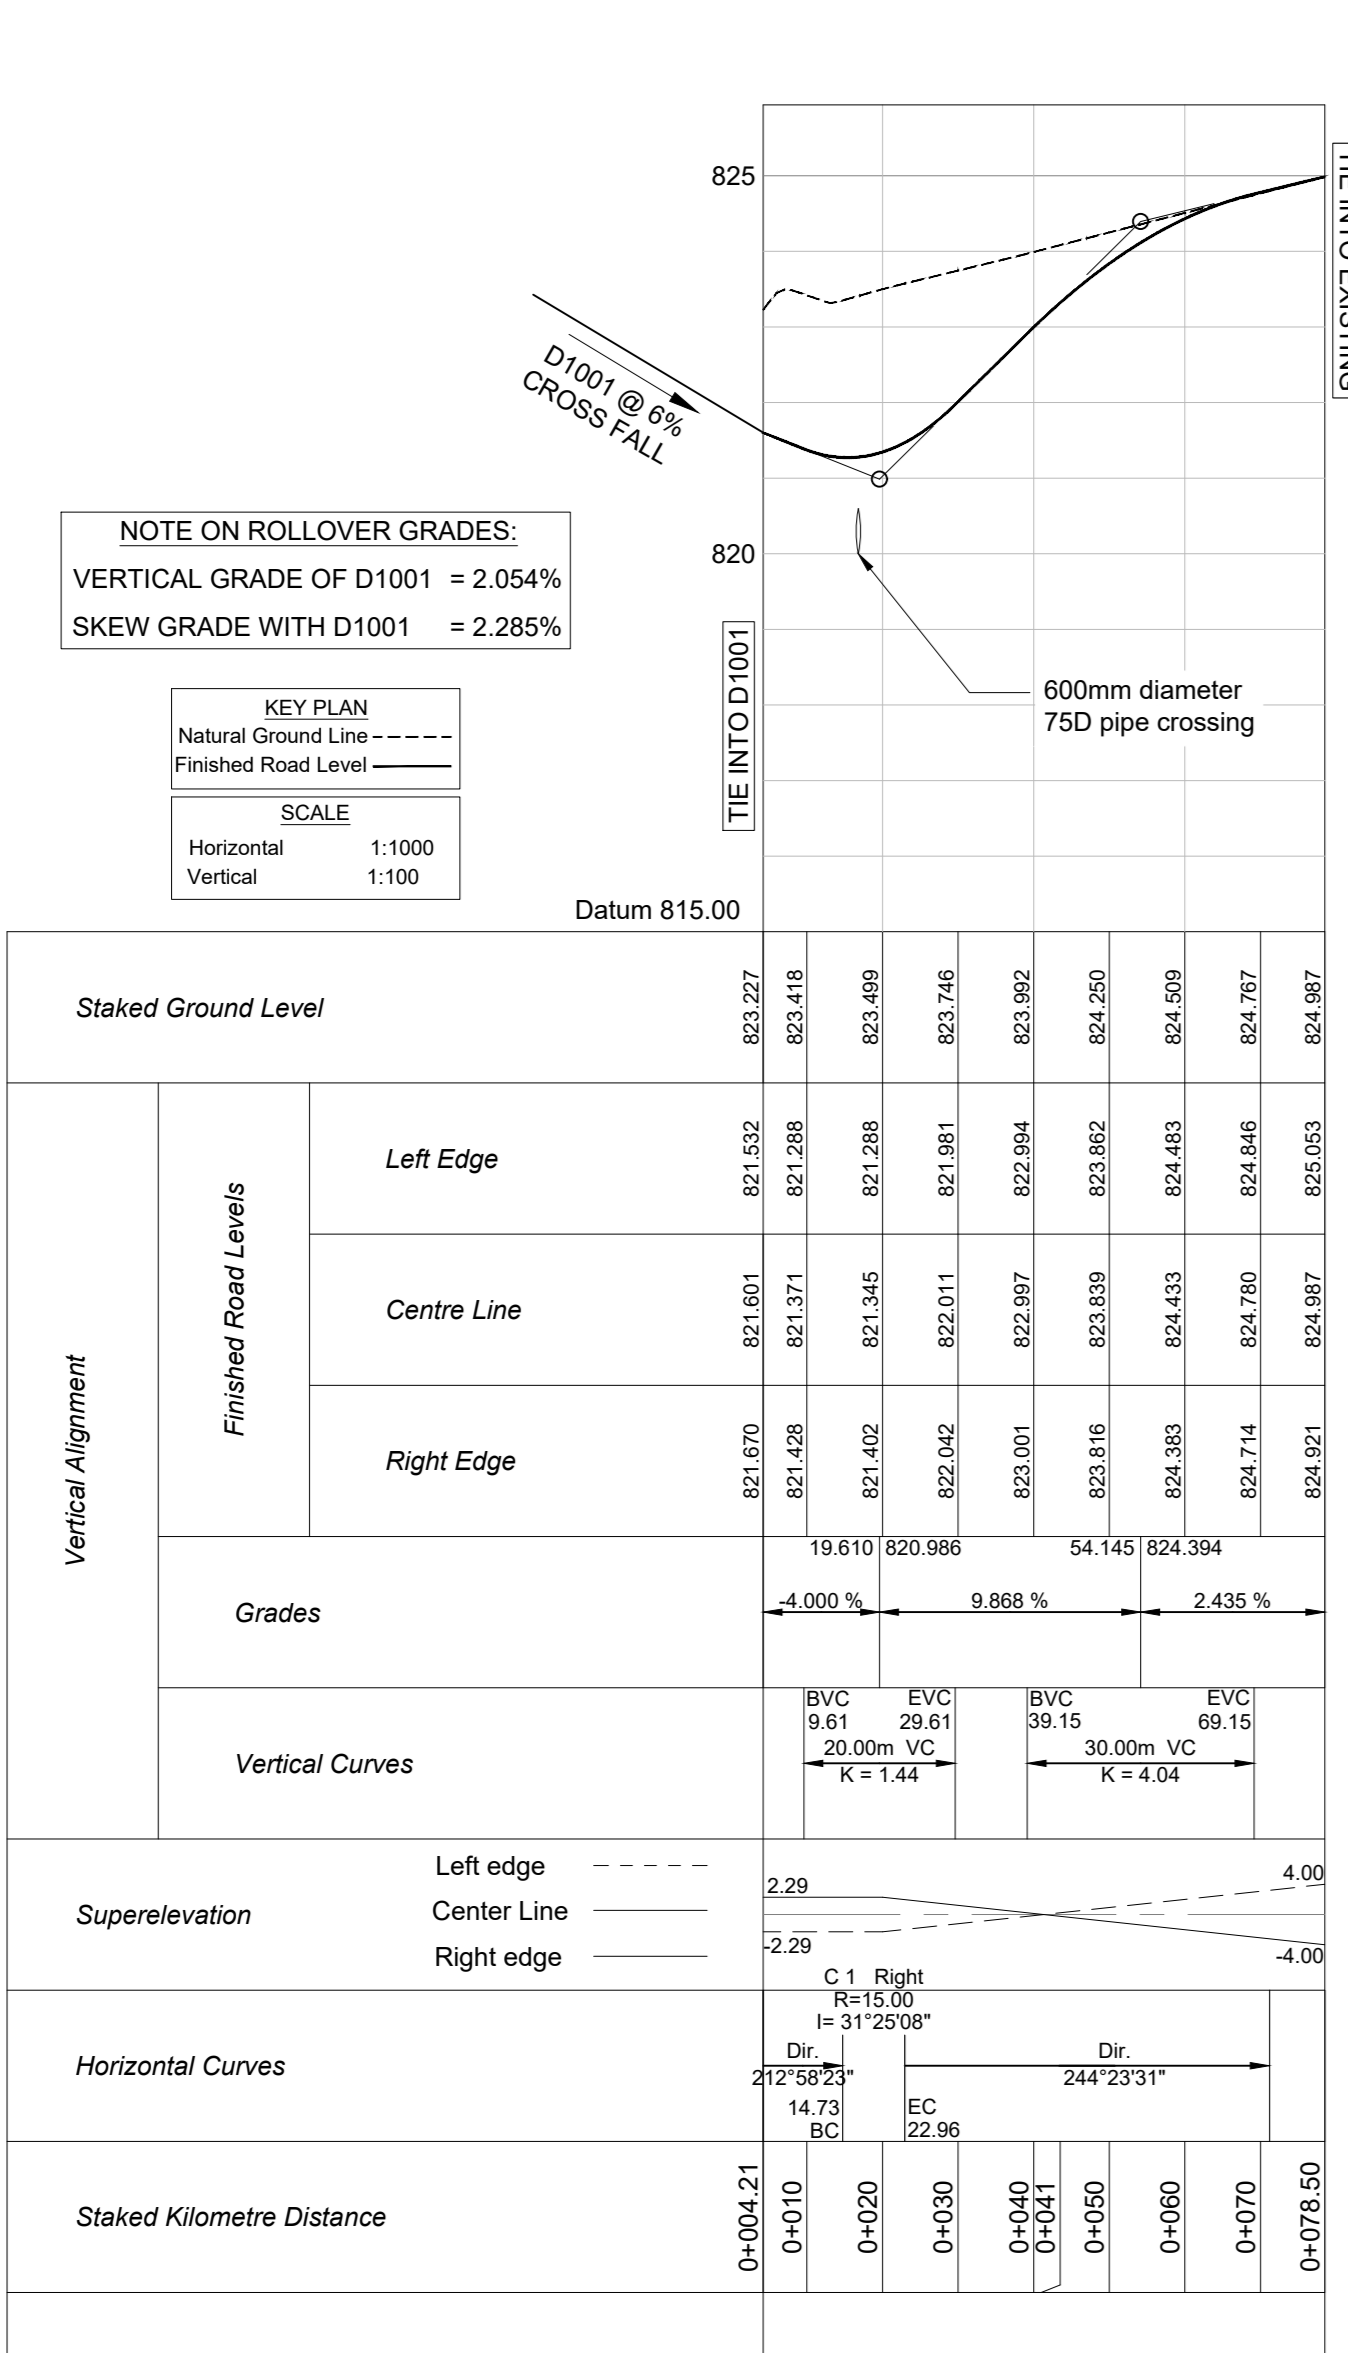 825
TIE INTO EXISTING
D1001 @ 6%
CROSS FALL
NOTE ON ROLLOVER GRADES:
VERTICAL GRADE OF D1001 = 2.054%
SKEW GRADE WITH D1001 = 2.285%
820
TIE INTO D1001
600mm diameter
75D pipe crossing
KEY PLAN
Natural Ground Line
Finished Road Level
SCALE
Horizontal 1:1000
Vertical 1:100
Datum 815.00
Staked Ground Level 823.227 823.418 823.499 823.746 823.992 824.250 824.509 824.767 824.987
Vertical Alignment
Finished Road Levels
Left Edge 821.532 821.288 821.288 821.981 822.994 823.862 824.483 824.846 825.053
Centre Line 821.601 821.371 821.345 822.011 822.997 823.839 824.433 824.780 824.987
Right Edge 821.670 821.428 821.402 822.042 823.001 823.816 824.383 824.714 824.921
19.610 820.986 54.145 824.394
Grades -4.000 % 9.868 % 2.435 %
BVC EVC BVC EVC
9.61 29.61 39.15 69.15
Vertical Curves 20.00m VC 30.00m VC
K = 1.44 K = 4.04
Left edge
Superelevation Center Line
Right edge
2.29 4.00
-2.29 -4.00
C 1 Right
R=15.00
I= 31°25'08"
Horizontal Curves Dir. Dir.
212°58'23" 244°23'31"
14.73 EC
BC 22.96
Staked Kilometre Distance 0+004.21 0+010 0+020 0+030 0+040 0+041 0+050 0+060 0+070 0+078.50